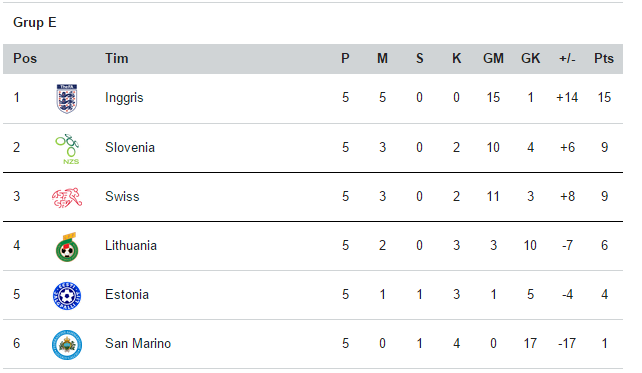 Grup E
Pos Tim P M S K GM GK +/- Pts
1 Inggris 5 5 0 0 15 1 +14 15
2 NZS Slovenia 5 3 0 2 10 4 +6 9
3 Swiss 5 3 0 2 11 3 +8 9
4 Lithuania 5 2 0 3 3 10 -7 6
5 Estonia 5 1 1 3 1 5 -4 4
6 San Marino 5 0 1 4 0 17 -17 1